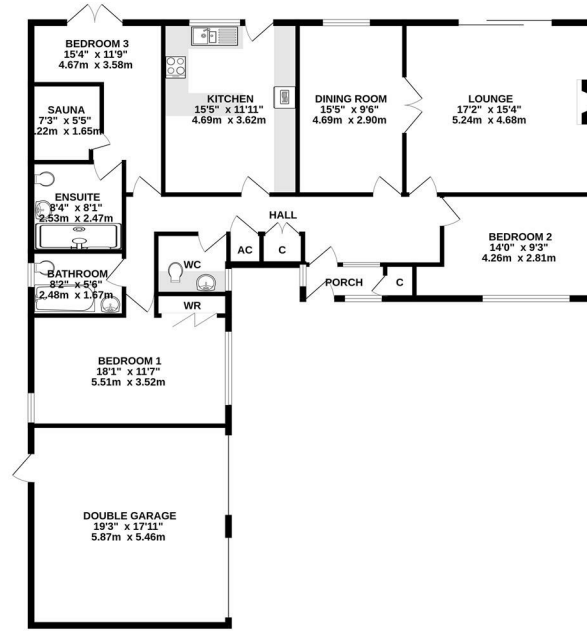 BEDROOM 3
15'4" x 11'9"
4.67m x 3.58m
KITCHEN
15'5" x 11'11"
4.69m x 3.62m
DINING ROOM
15'5" x 9'6"
4.69m x 2.90m
LOUNGE
17'2" x 15'4"
5.24m x 4.68m
SAUNA
7'3" x 5'5"
.22m x 1.65m
ENSUITE
8'4" x 8'1"
2.53m x 2.47m
HALL
BEDROOM 2
14'0" x 9'3"
4.26m x 2.81m
WC
AC
C
BATHROOM
8'2" x 5'6"
2.48m x 1.67m
PORCH
C
WR
BEDROOM 1
18'1" x 11'7"
5.51m x 3.52m
DOUBLE GARAGE
19'3" x 17'11"
5.87m x 5.46m